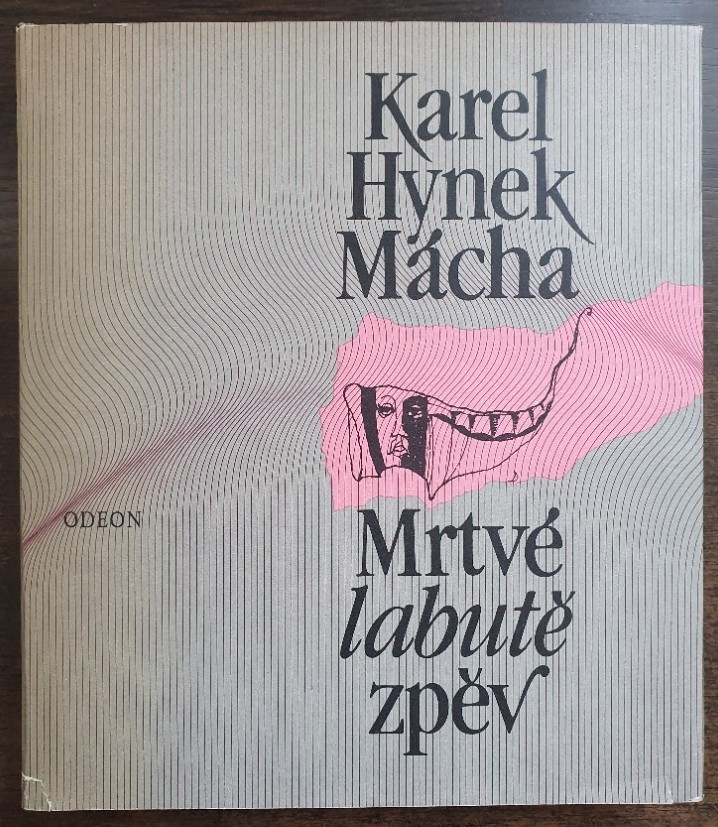 Karel
Hynek
Mácha
ODEON
Mrtvé
labutě
zpěv